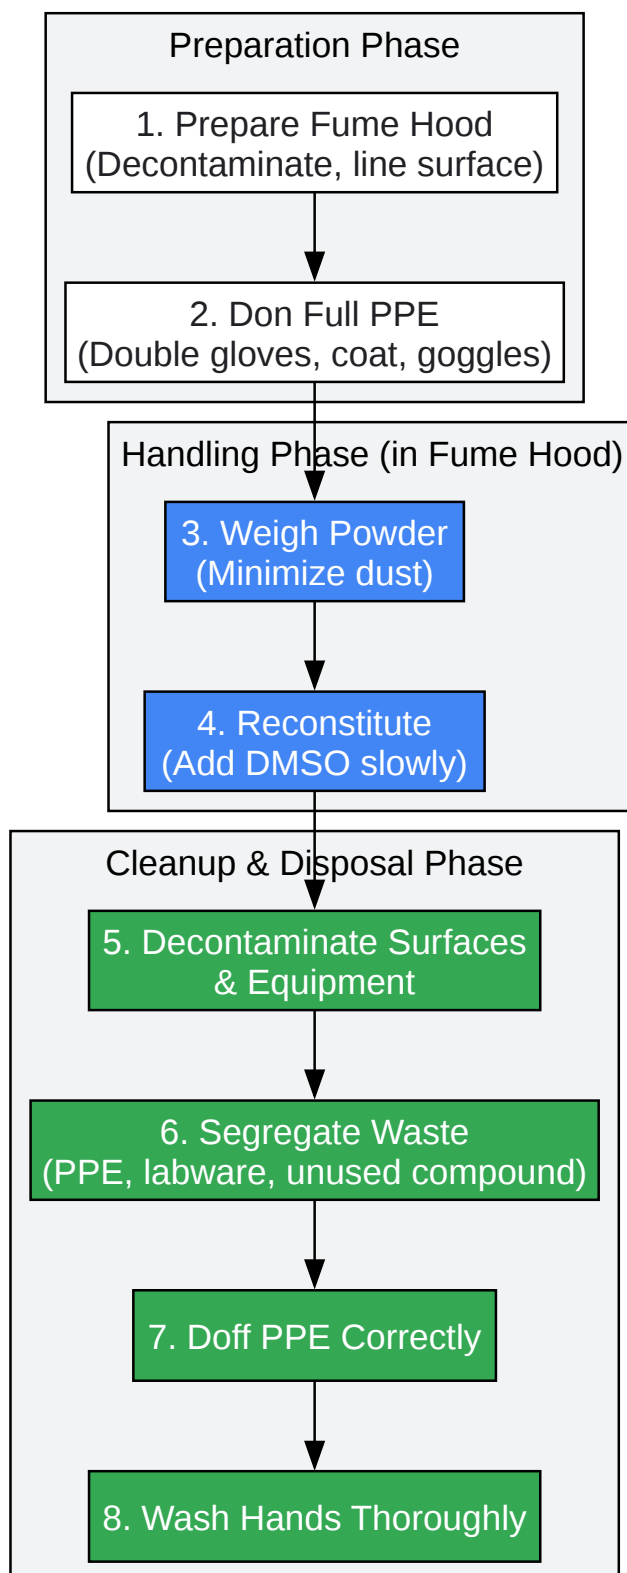 Preparation Phase
1. Prepare Fume Hood
(Decontaminate, line surface)
2. Don Full PPE
(Double gloves, coat, goggles)
Handling Phase (in Fume Hood)
3. Weigh Powder
(Minimize dust)
4. Reconstitute
(Add DMSO slowly)
Cleanup & Disposal Phase
5. Decontaminate Surfaces
& Equipment
6. Segregate Waste
(PPE, labware, unused compound)
7. Doff PPE Correctly
8. Wash Hands Thoroughly